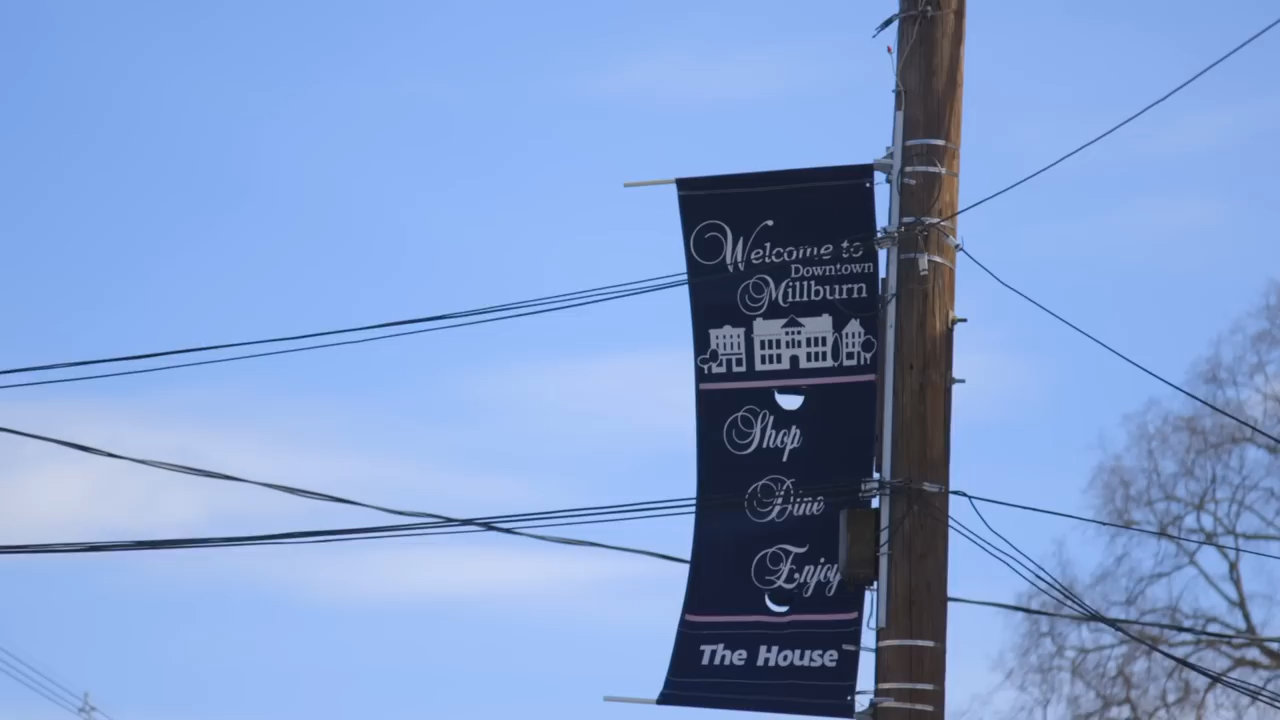 Welcome to
Downtown
Millburn
Shop
Dine
Enjoy
The House